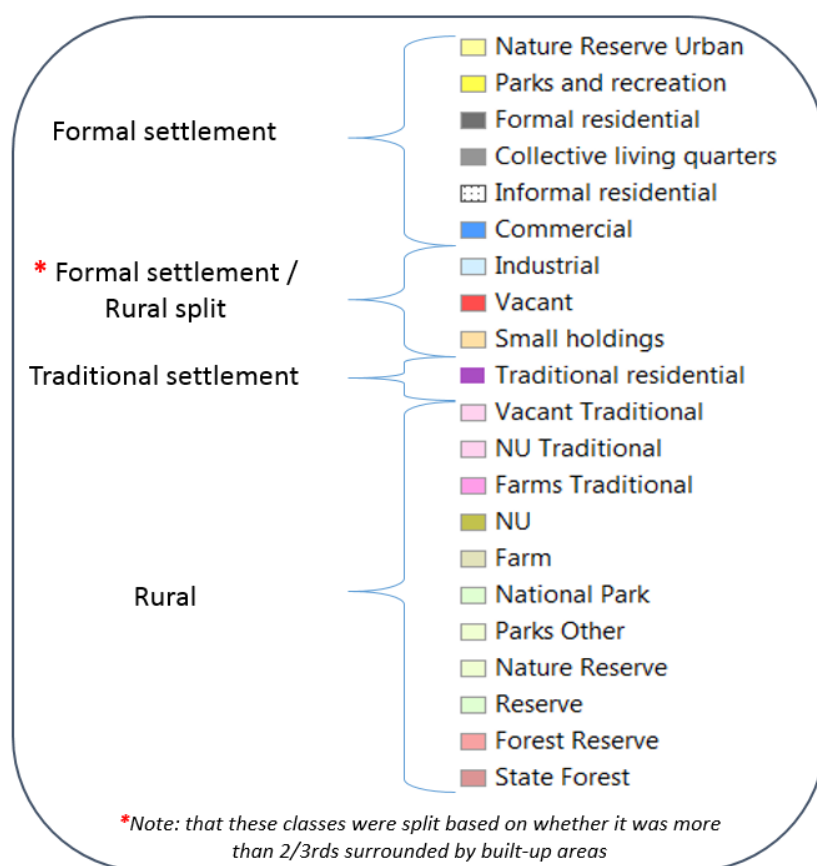 Nature Reserve Urban
Parks and recreation
Formal settlement
Formal residential
Collective living quarters
Informal residential
Commercial
* Formal settlement /
Rural split
Industrial
Vacant
Small holdings
Traditional settlement
Traditional residential
Vacant Traditional
NU Traditional
Farms Traditional
NU
Farm
Rural
National Park
Parks Other
Nature Reserve
Reserve
Forest Reserve
State Forest
*Note: that these classes were split based on whether it was more
than 2/3rds surrounded by built-up areas